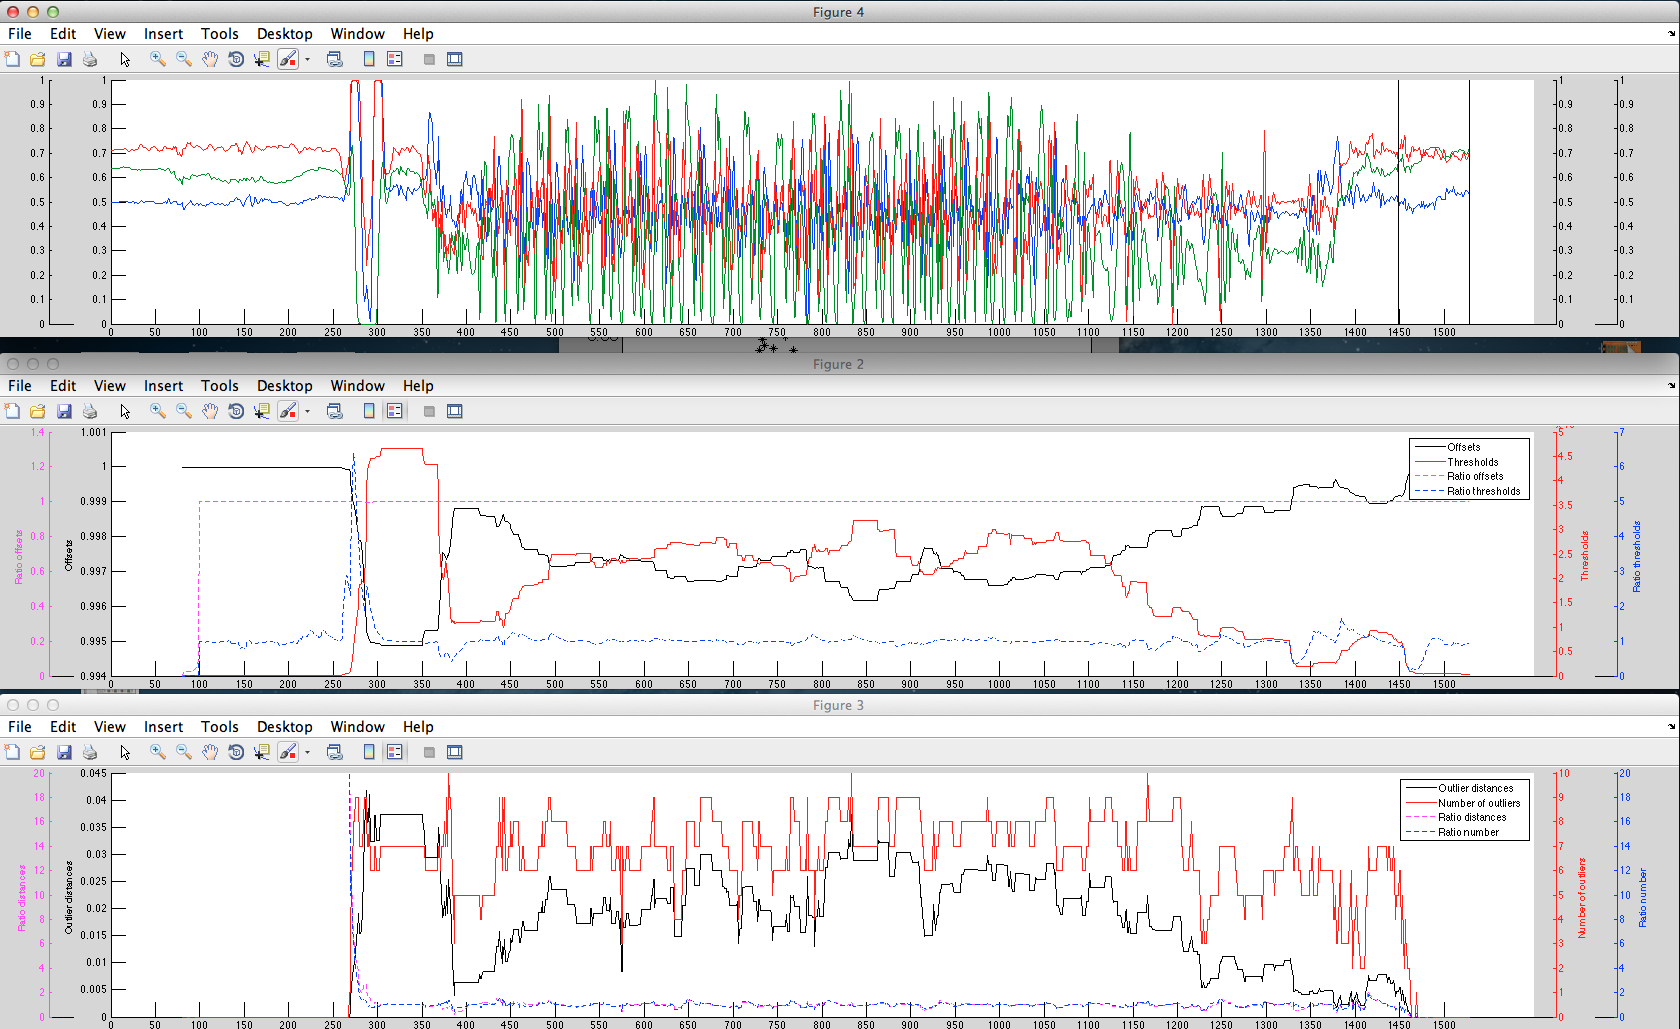 Figure 4
File Edit View Insert Tools Desktop Window Help
1 1 1 1
0.9 0.9 0.9 0.9
0.8 0.8 0.8 0.8
0.7 0.7 0.7 0.7
0.6 0.6 0.6 0.6
0.5 0.5 0.5 0.5
0.4 0.4 0.4 0.4
0.3 0.3 0.3 0.3
0.2 0.2 0.2 0.2
0.1 0.1 0.1 0.1
0 0 0 0
0 50 100 150 200 250 300 350 400 450 500 550 600 650 700 750 800 850 900 950 1000 1050 1100 1150 1200 1250 1300 1350 1400 1450 1500
Figure 2
File Edit View Insert Tools Desktop Window Help
1.4 1.001 5 7
Offsets
Thresholds
Ratio offsets
Ratio thresholds
1.2 1 4.5 6
1 0.999 4 5
0.8 0.998 3.5 4
0.6 0.997 3 3
0.4 0.996 2.5 2
0.2 0.995 2 1
0 0.994 1.5 0
1
0.5
0
Ratio offsets
Offsets
Thresholds
Ratio thresholds
0 50 100 150 200 250 300 350 400 450 500 550 600 650 700 750 800 850 900 950 1000 1050 1100 1150 1200 1250 1300 1350 1400 1450 1500
Figure 3
File Edit View Insert Tools Desktop Window Help
20 0.045 10 20
Outlier distances
Number of outliers
Ratio distances
Ratio number
18 0.04 9 18
16 0.035 8 16
14 0.03 7 14
12 0.025 6 12
10 0.02 5 10
8 0.015 4 8
6 0.01 3 6
4 0.005 2 4
2 0 1 2
0 0 0
Ratio distances
Outlier distances
Number of outliers
Ratio number
0 50 100 150 200 250 300 350 400 450 500 550 600 650 700 750 800 850 900 950 1000 1050 1100 1150 1200 1250 1300 1350 1400 1450 1500